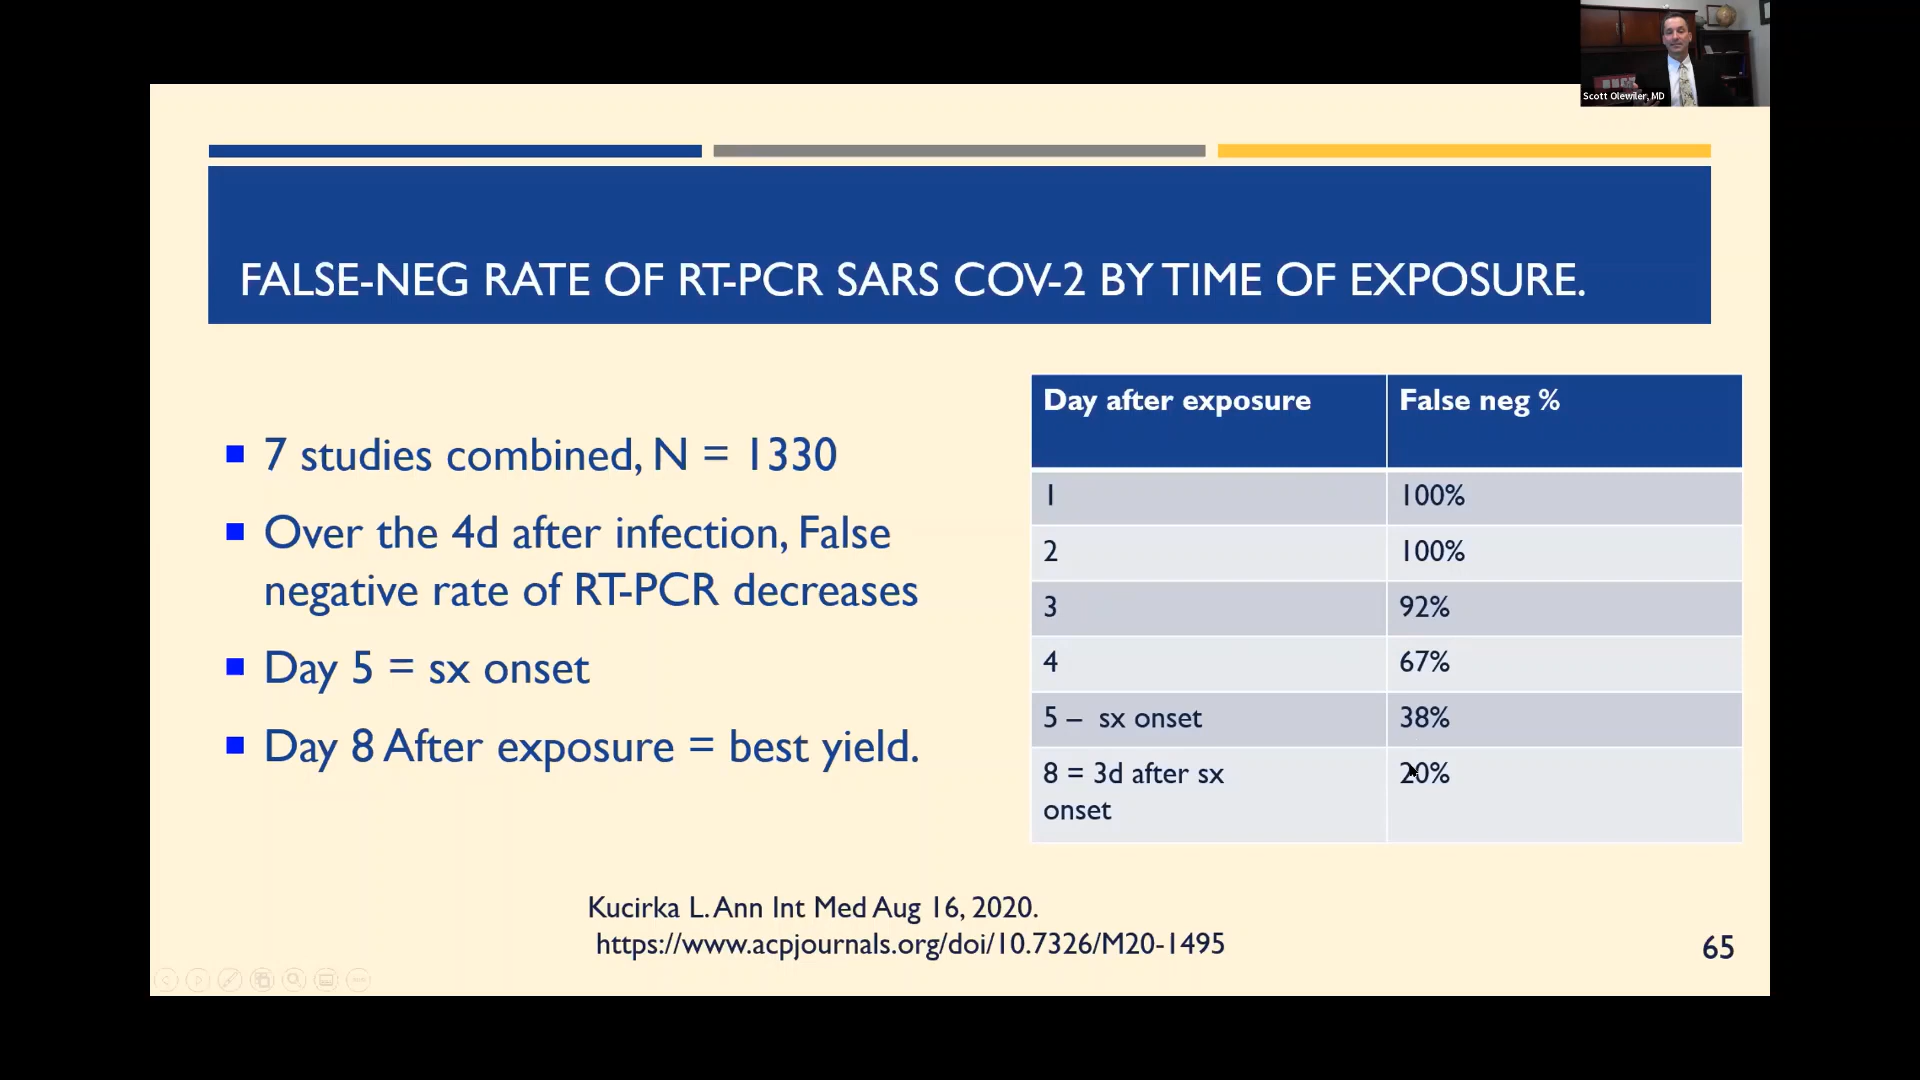 Scott Olewiler, MD
FALSE-NEG RATE OF RT-PCR SARS COV-2 BY TIME OF EXPOSURE.
■ 7 studies combined, N = 1330
■ Over the 4d after infection, False
negative rate of RT-PCR decreases
■ Day 5 = sx onset
■ Day 8 After exposure = best yield.
Day after exposure False neg %
1 100%
2 100%
3 92%
4 67%
5 – sx onset 38%
8 = 3d after sx 20%
onset
Kucirka L. Ann Int Med Aug 16, 2020.
https://www.acpjournals.org/doi/10.7326/M20-1495
65